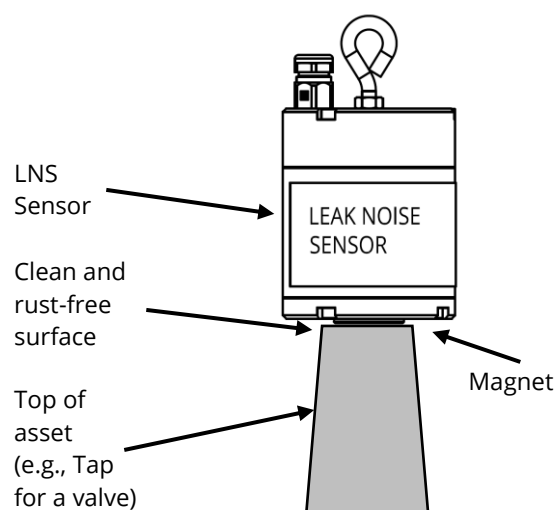 LNS
Sensor
LEAK NOISE
SENSOR
Clean and
rust-free
surface
Magnet
Top of
asset
(e.g., Tap
for a valve)